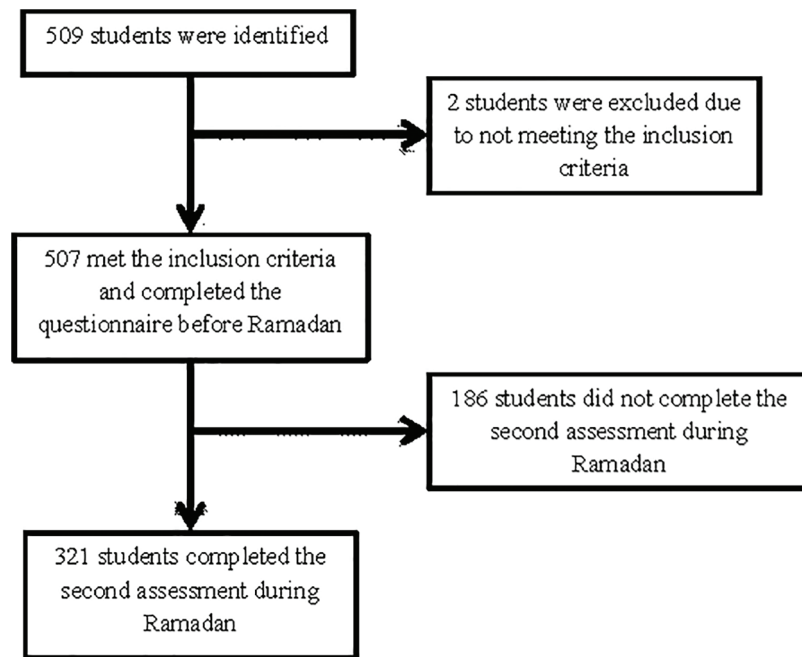 509 students were identified
2 students were excluded due
to not meeting the inclusion
criteria
507 met the inclusion criteria
and completed the
questionnaire before Ramadan
186 students did not complete the
second assessment during
Ramadan
321 students completed the
second assessment during
Ramadan